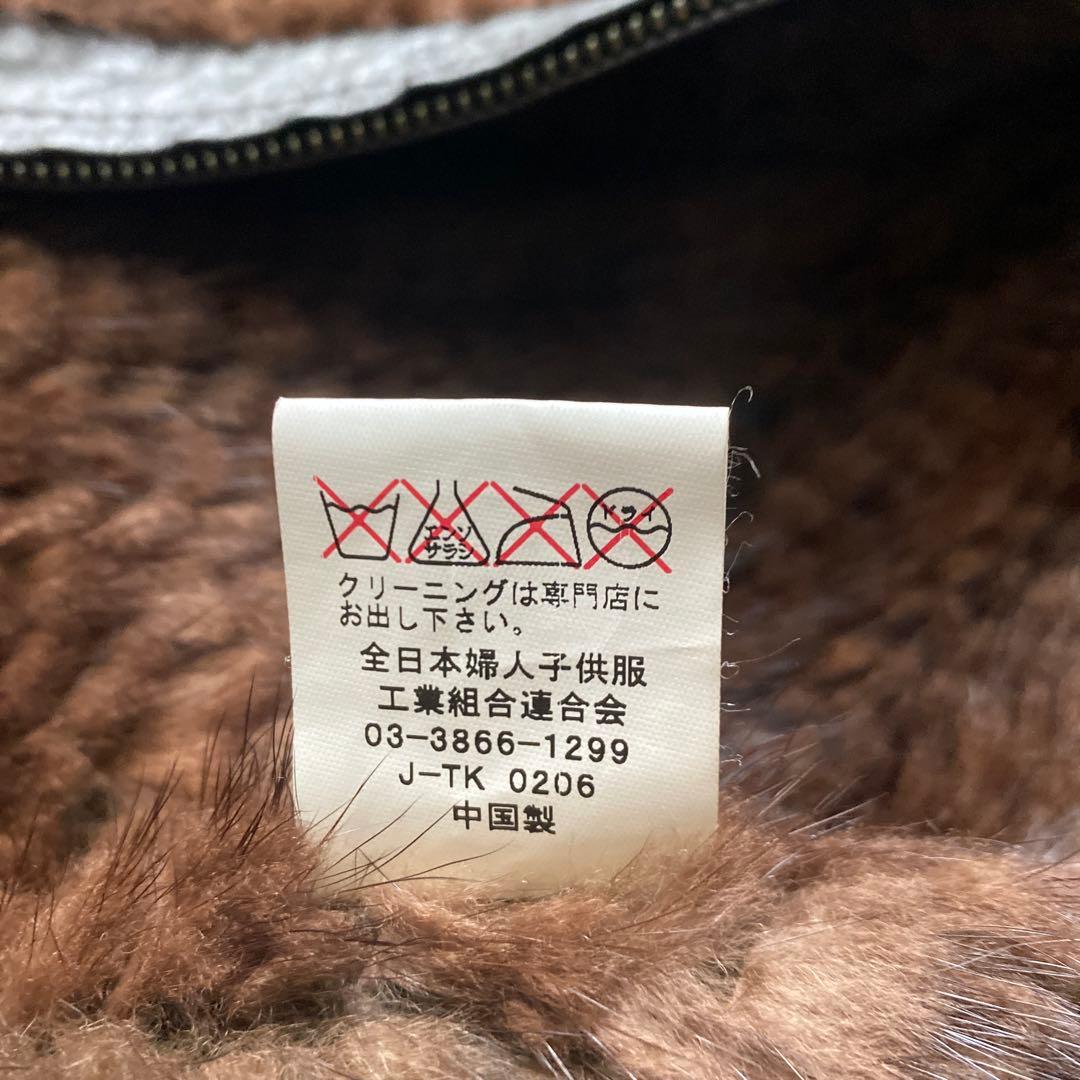 エンソ
サラシ
ドライ
クリーニングは専門店に
お出し下さい。
全日本婦人子供服
工業組合連合会
03-3866-1299
J-TK 0206
中国製